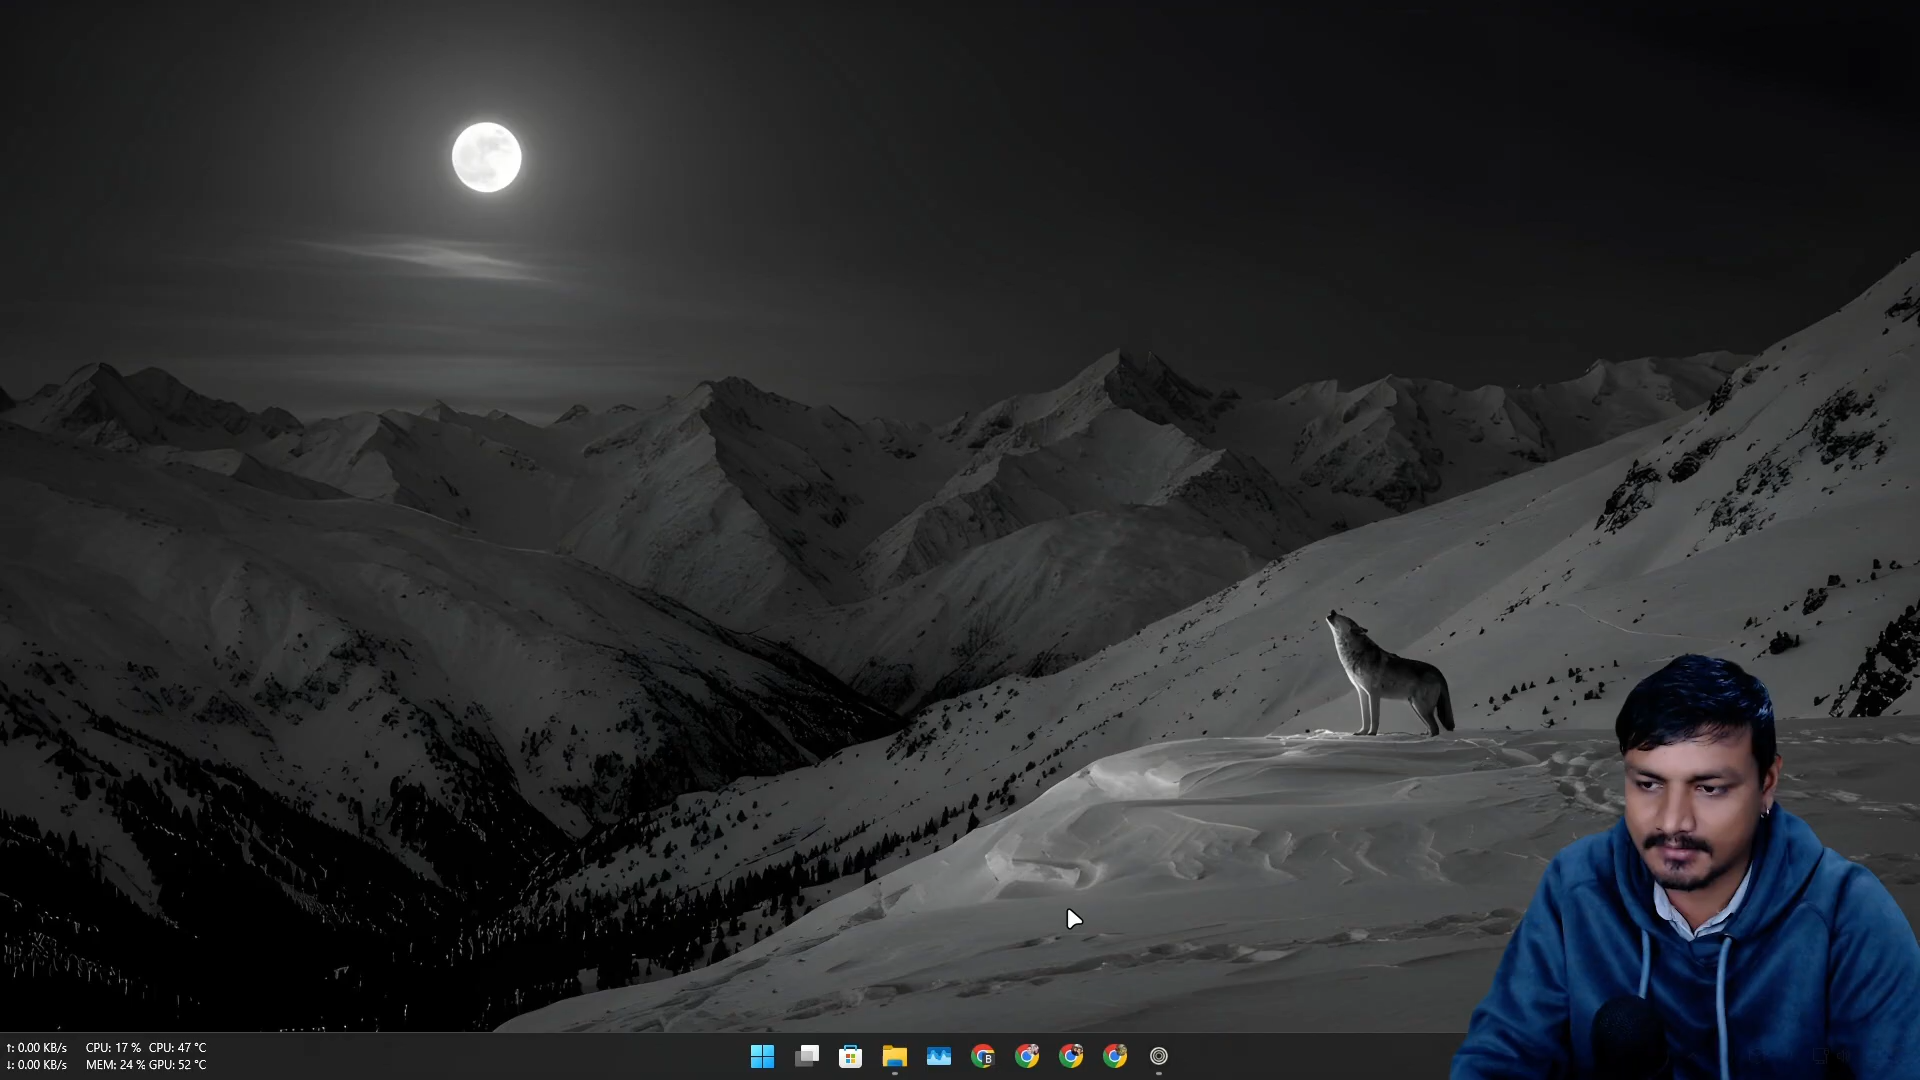 ↑: 0.00 KB/s CPU: 17 % CPU: 47 °C
↓: 0.00 KB/s MEM: 24 % GPU: 52 °C
B